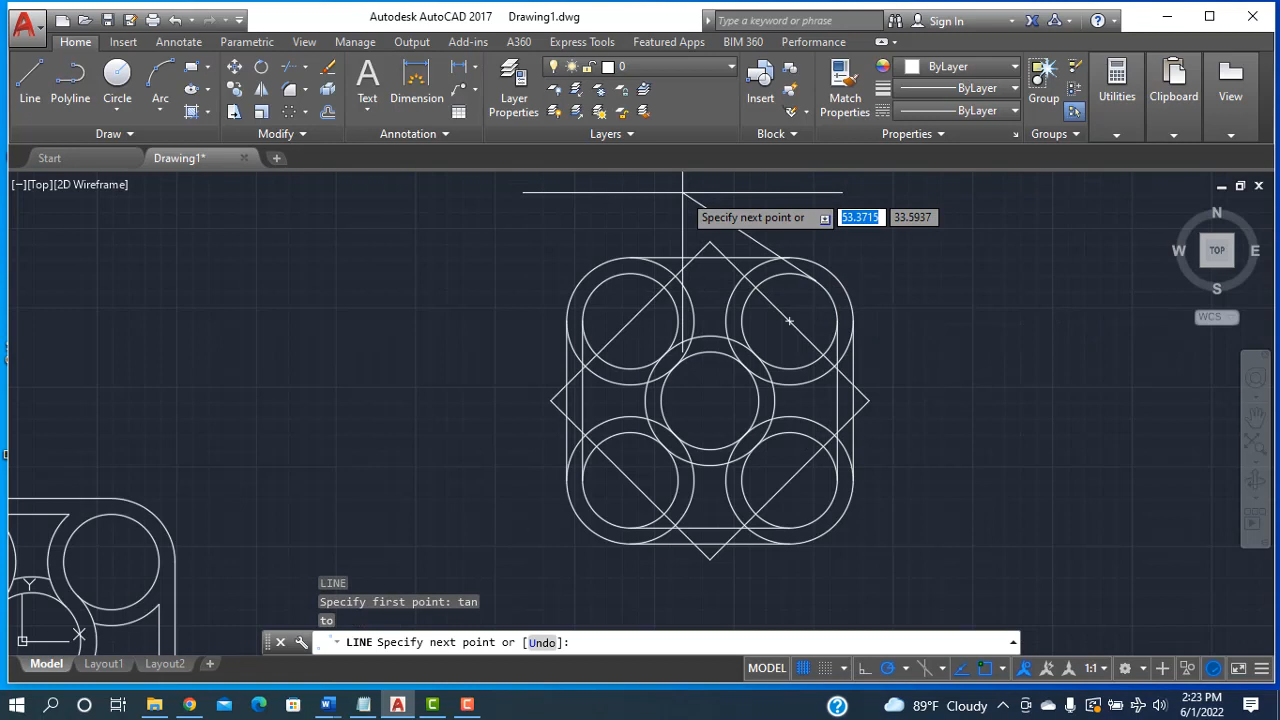 Autodesk AutoCAD 2017 Drawing1.dwg
Type a keyword or phrase
Sign In
Home Insert Annotate Parametric View Manage Output Add-ins A360 Express Tools Featured Apps BIM 360 Performance
Line Polyline Circle Arc
Text Dimension
Layer Properties
0
Insert
Match Properties
ByLayer
ByLayer
ByLayer
Group
Utilities
Clipboard
View
Draw Modify Annotation Layers Block Properties Groups
Start Drawing1*
[−][Top][2D Wireframe]
N
W TOP E
S
WCS
Specify next point or 53.3715 33.5937
Y
X
LINE
Specify first point: tan
to
LINE Specify next point or [Undo]:
Model Layout1 Layout2
MODEL 1:1
89°F Cloudy
2:23 PM
6/1/2022